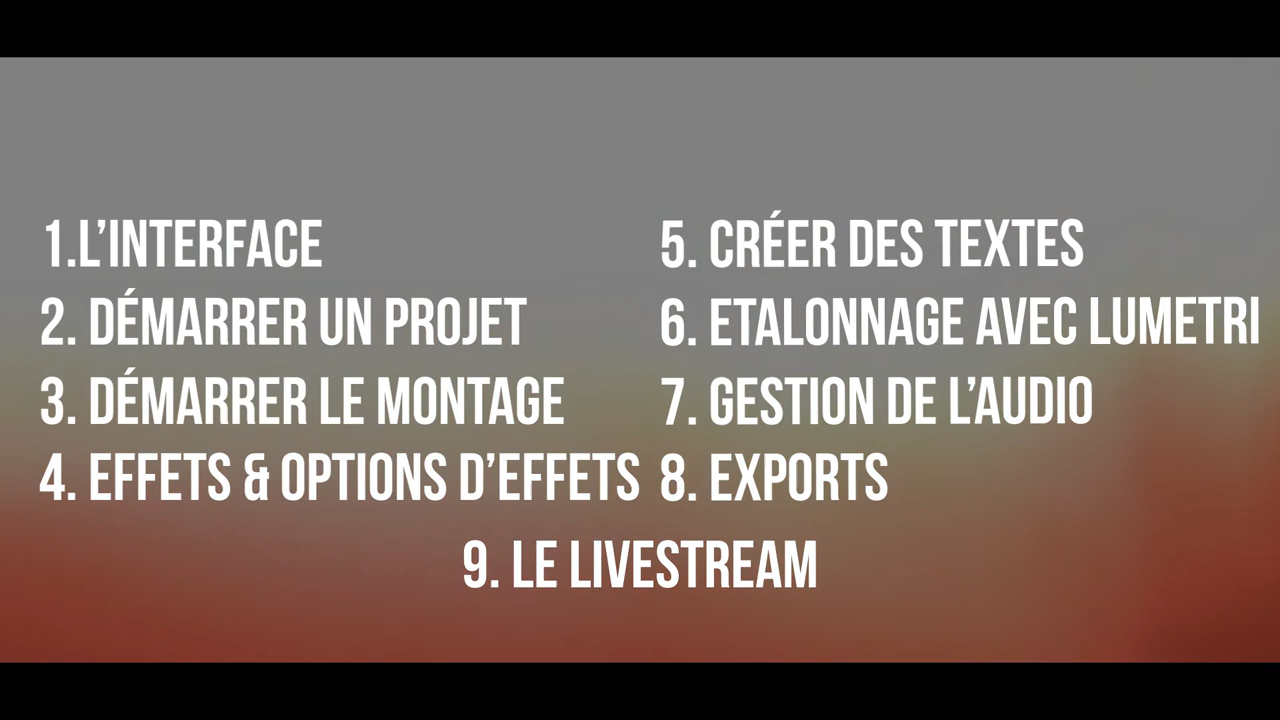 1.L’INTERFACE
2. DÉMARRER UN PROJET
3. DÉMARRER LE MONTAGE
4. EFFETS & OPTIONS D’EFFETS
5. CRÉER DES TEXTES
6. ETALONNAGE AVEC LUMETRI
7. GESTION DE L’AUDIO
8. EXPORTS
9. LE LIVESTREAM